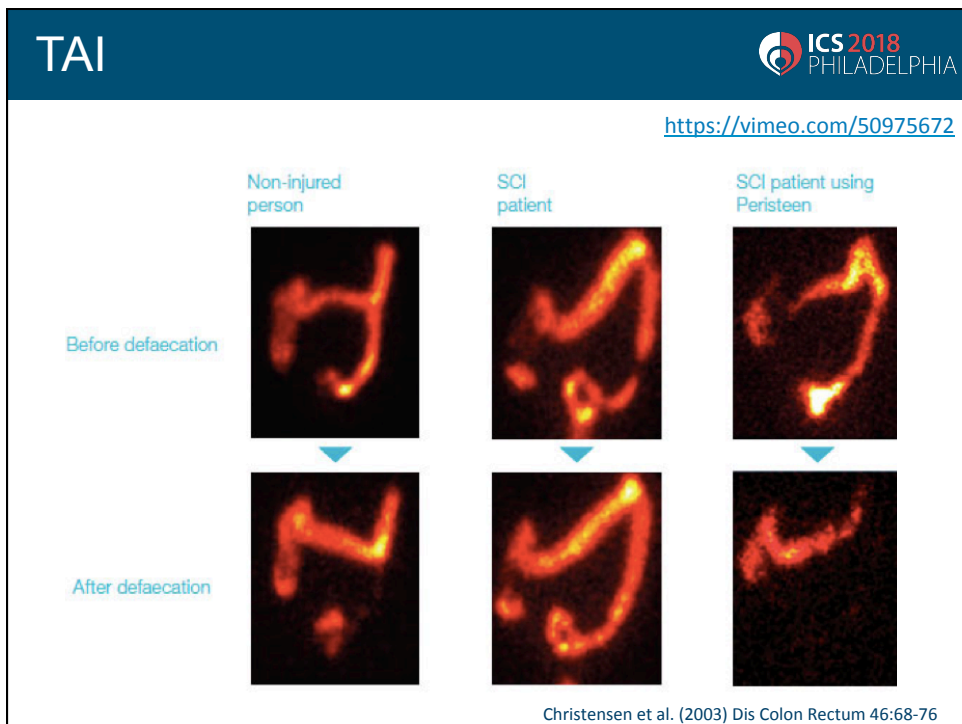 TAI
ICS 2018
PHILADELPHIA
https://vimeo.com/50975672
Non-injured
person
SCI
patient
SCI patient using
Peristeen
Before defaecation
After defaecation
Christensen et al. (2003) Dis Colon Rectum 46:68-76